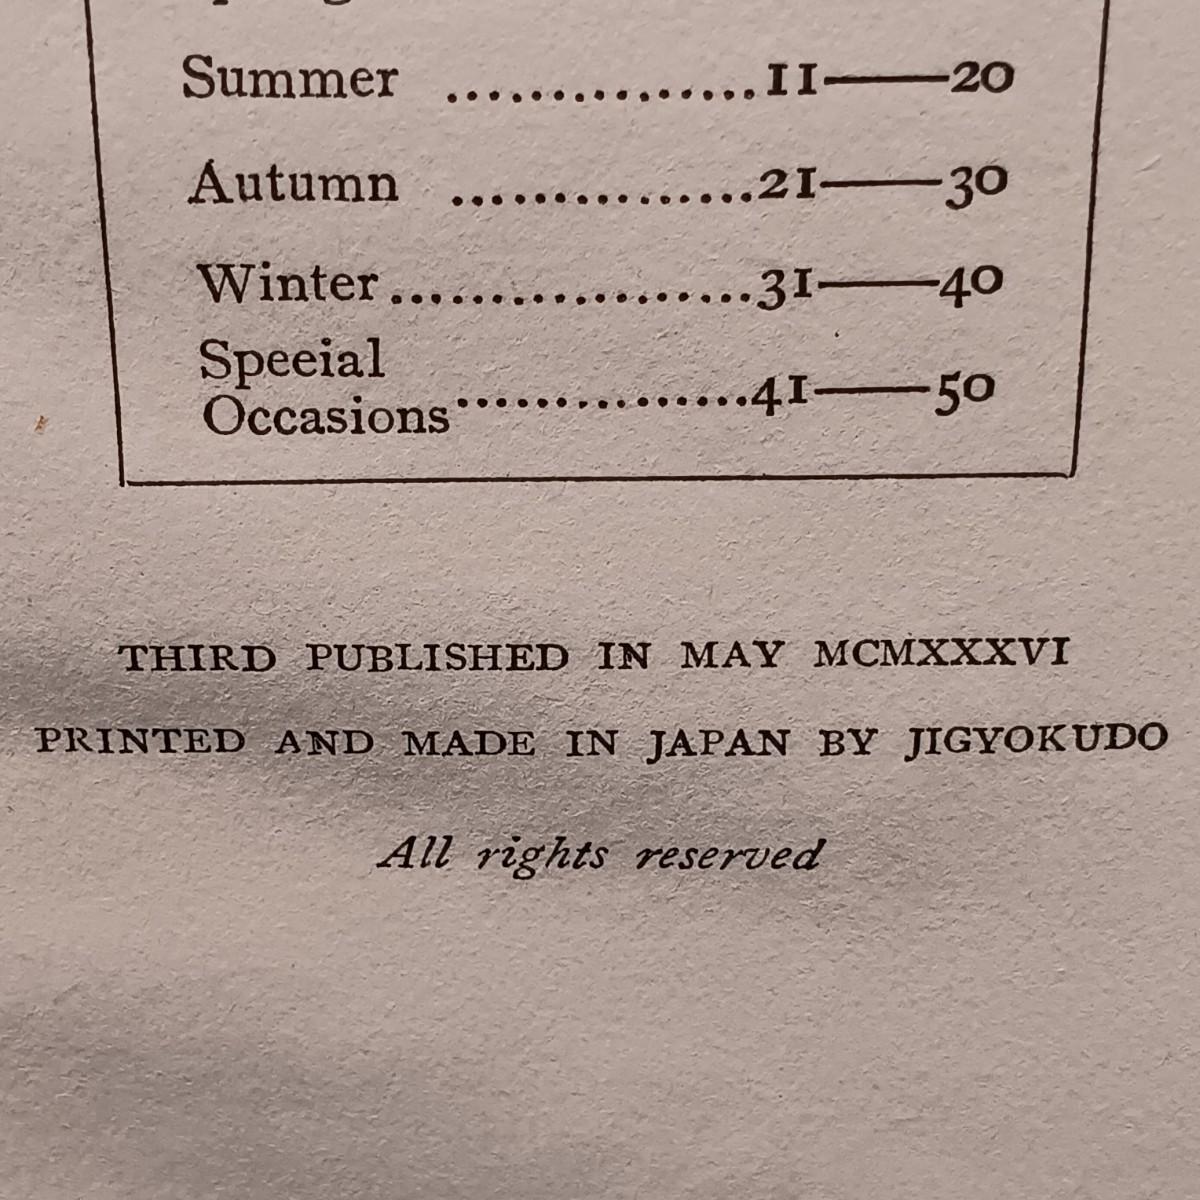 Summer ...............11——20
Autumn ...............21——30
Winter..................31——40
Speeial
Occasions...............41——50
THIRD PUBLISHED IN MAY MCMXXXVI
PRINTED AND MADE IN JAPAN BY JIGYOKUDO
All rights reserved